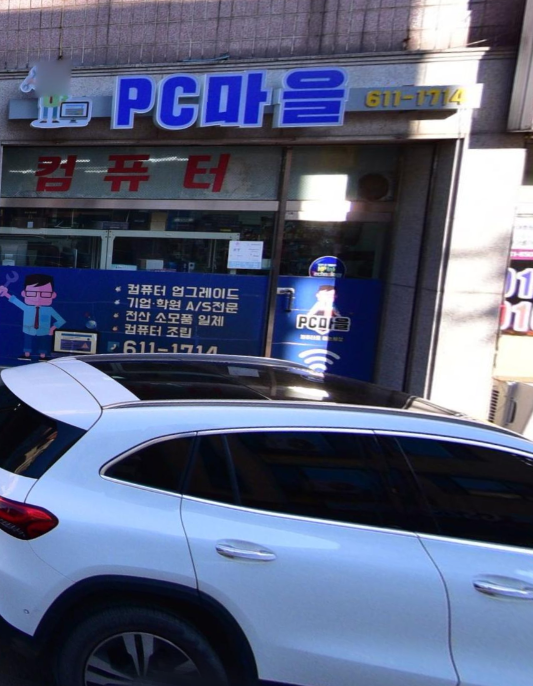 PC마을 611-1714
컴퓨터
컴퓨터 업그레이드
기업·학원 A/S전문
전산 소모품 일체
컴퓨터 조립
611-1714
PC마을